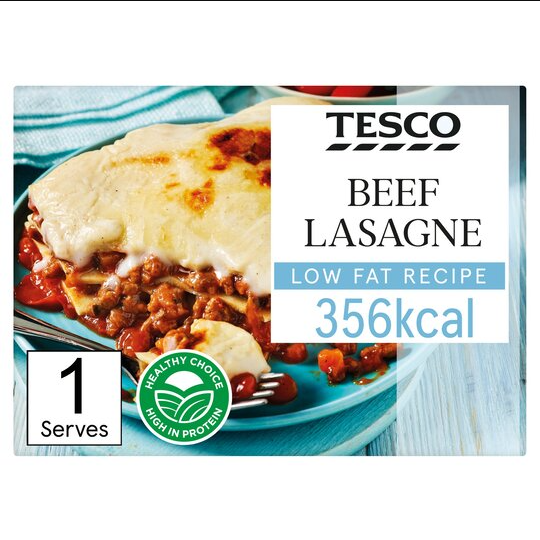 TESCO
BEEF
LASAGNE
LOW FAT RECIPE
356kcal
1
Serves
HEALTHY CHOICE
HIGH IN PROTEIN